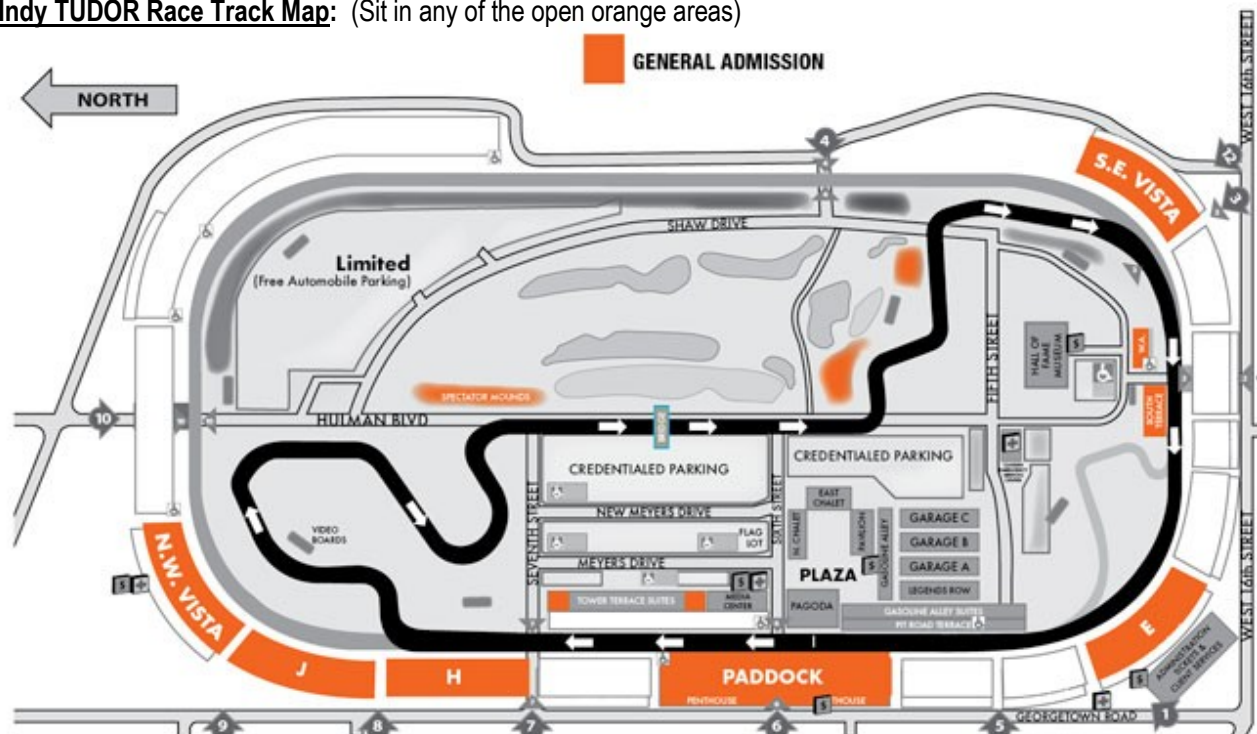 Indy TUDOR Race Track Map: (Sit in any of the open orange areas)
GENERAL ADMISSION
NORTH
WEST 16th STREET
4
S.E. VISTA
3
SHAW DRIVE
Limited
(Free Automobile Parking)
FIFTH STREET
HALL OF
FAME
MUSEUM
$
W.A.
SPECTATOR MOUNDS
SOUTH
TERRACE
10
HULMAN BLVD
CREDENTIALED PARKING
CREDENTIALED PARKING
SEVENTH STREET
SIXTH STREET
NEW MEYERS DRIVE
EAST
CHALET
N. CHALET
PAVILION
GASOLINE ALLEY
GARAGE C
GARAGE B
GARAGE A
LEGENDS ROW
VIDEO
BOARDS
FLAG
LOT
MEYERS DRIVE
PLAZA
$
$
TOWER TERRACE SUITES
MEDIA
CENTER
PAGODA
GASOLINE ALLEY SUITES
PIT ROAD TERRACE
WEST 16th STREET
N.W. VISTA
$
J
H
PADDOCK
PENTHOUSE
$
E
ADMINISTRATION
TICKETS &
CLIENT SERVICES
$
GEORGETOWN ROAD
9
8
7
6
5
1